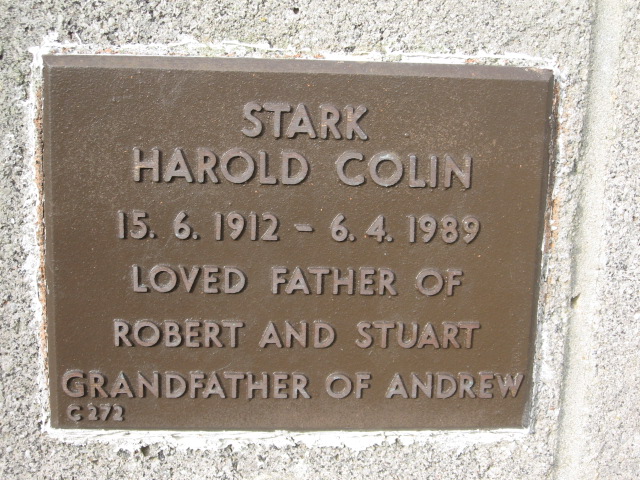 STARK
HAROLD COLIN
15. 6. 1912 - 6. 4. 1989
LOVED FATHER OF
ROBERT AND STUART
GRANDFATHER OF ANDREW
C 272